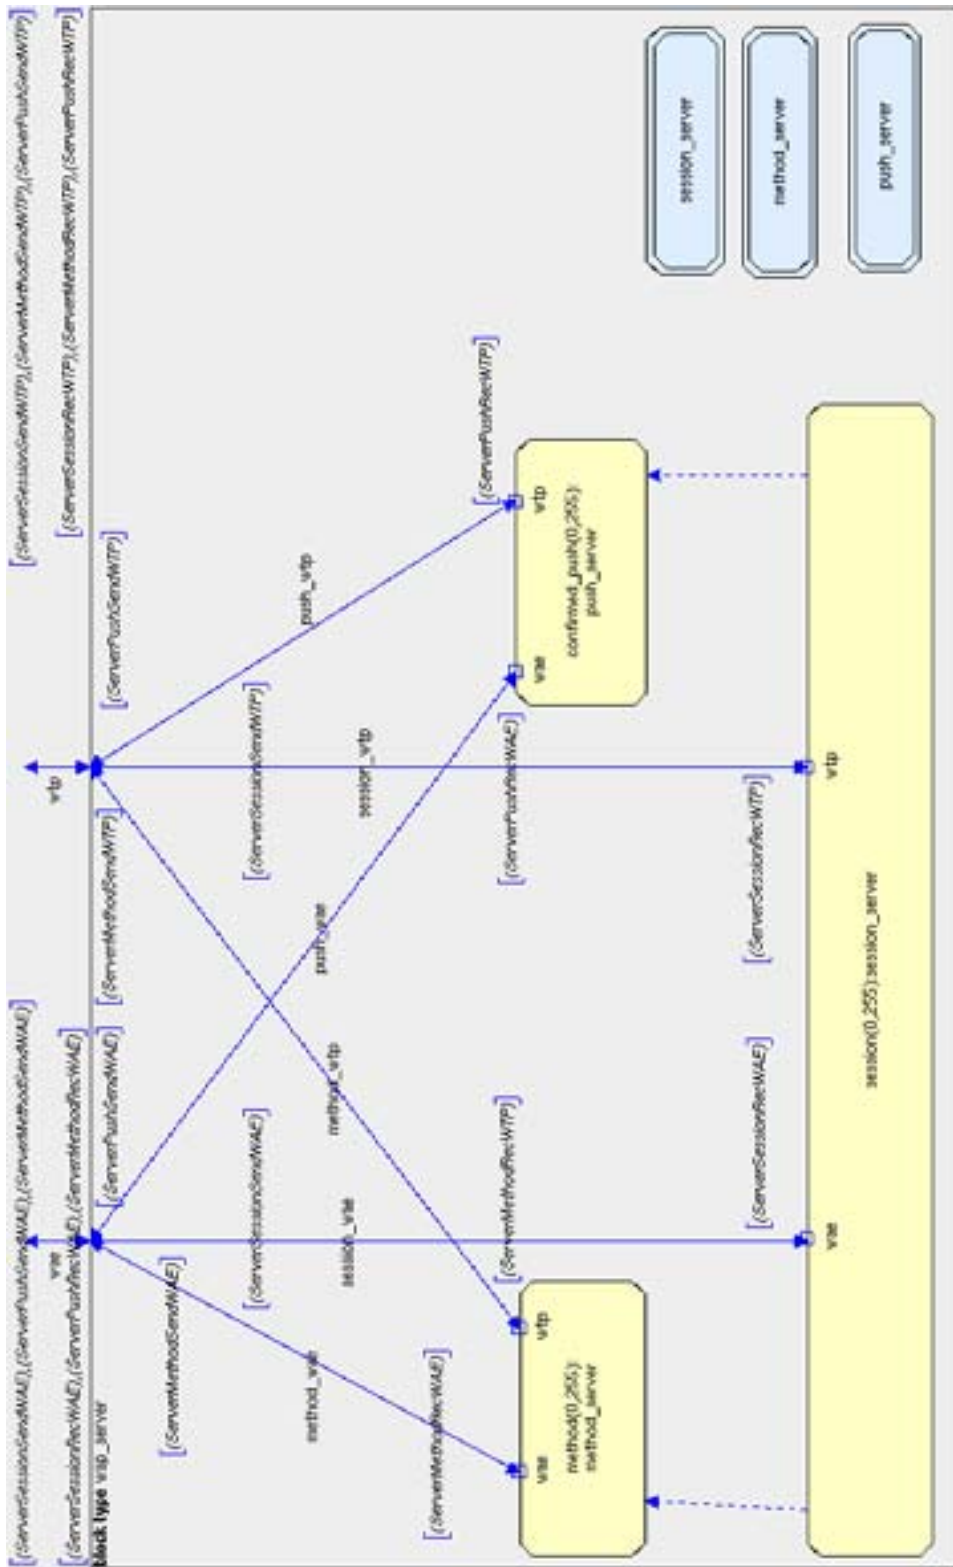 [(ServerSessionSendWAE),(ServerPushSendWAE),(ServerMethodSendWAE)]
[(ServerSessionSendWTP),(ServerMethodSendWTP),(ServerPushSendWTP)]
wae
wtp
[(ServerSessionRecWAE),(ServerPushRecWAE),(ServerMethodRecWAE)]
[(ServerSessionRecWTP),(ServerMethodRecWTP),(ServerPushRecWTP)]
block type
[(ServerPushSendWAE)]
[(ServerMethodSendWTP)]
[(ServerPushSendWTP)]
[(ServerMethodSendWAE)]
[(ServerSessionSendWAE)]
[(ServerSessionSendWTP)]
method_wae
session_wae
method_wtp
push_wae
session_wtp
push_wtp
[(ServerMethodRecWAE)]
[(ServerMethodRecWTP)]
[(ServerPushRecWAE)]
[(ServerPushRecWTP)]
wae
wtp
wae
wtp
method(0,255):
method_server
confirmed_push(0,255):
push_server
session_server
method_server
push_server
[(ServerSessionRecWAE)]
[(ServerSessionRecWTP)]
wae
wtp
session(0,255):session_server